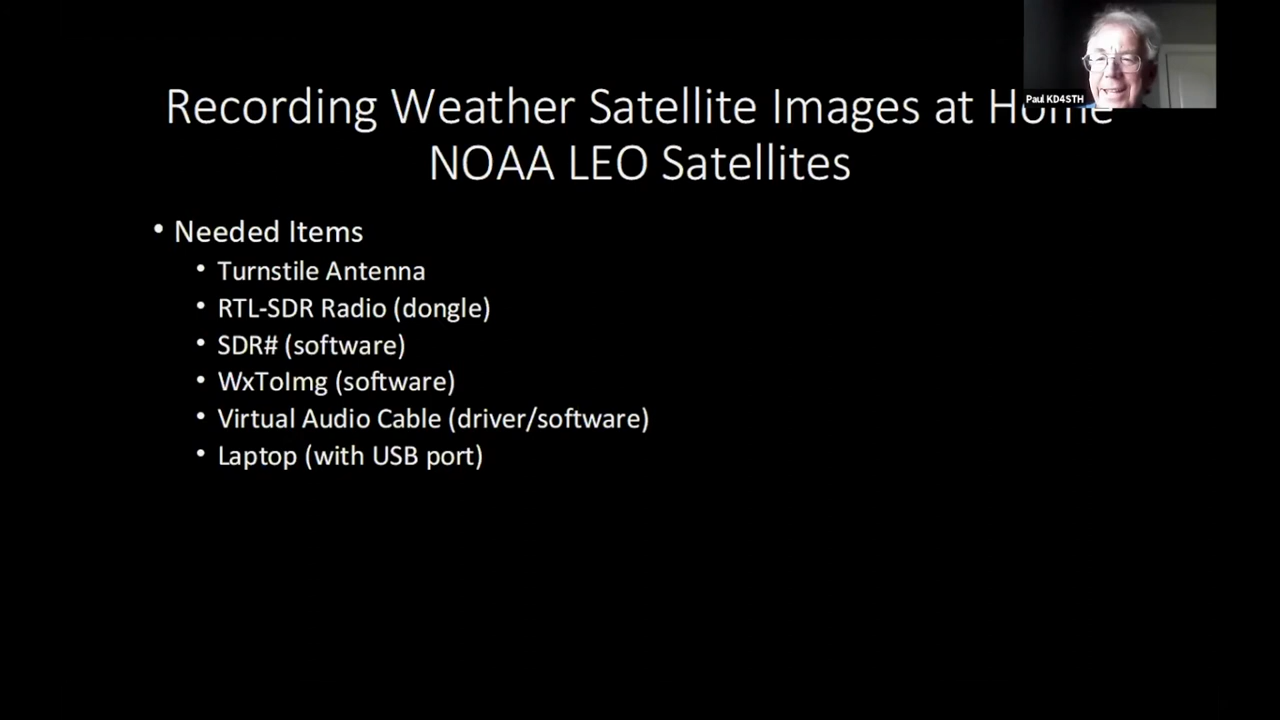 Recording Weather Satellite Images at Home
NOAA LEO Satellites
Paul KD4STH
• Needed Items
• Turnstile Antenna
• RTL-SDR Radio (dongle)
• SDR# (software)
• WxToImg (software)
• Virtual Audio Cable (driver/software)
• Laptop (with USB port)